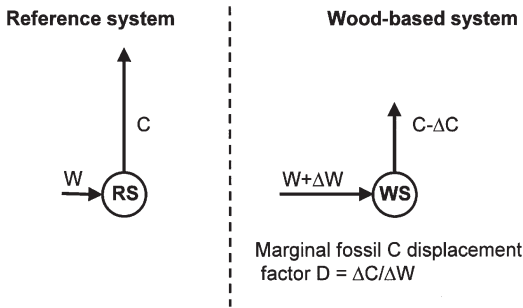 Reference system
Wood-based system
C
C-ΔC
W
RS
W+ΔW
WS
Marginal fossil C displacement
factor D = ΔC/ΔW